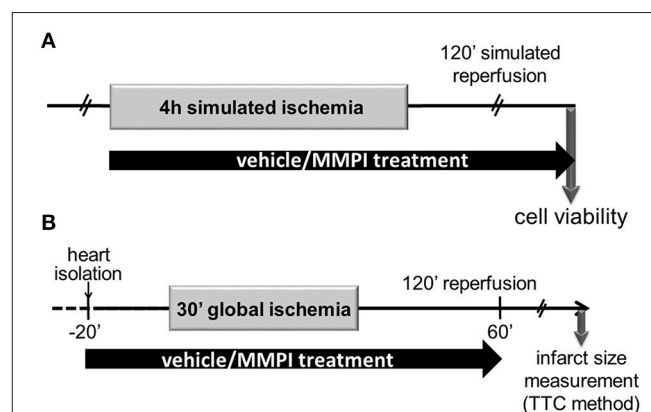 A
120' simulated
reperfusion
4h simulated ischemia
vehicle/MMPI treatment
cell viability
B
heart
isolation
120' reperfusion
30' global ischemia
-20'
60'
vehicle/MMPI treatment
infarct size
measurement
(TTC method)